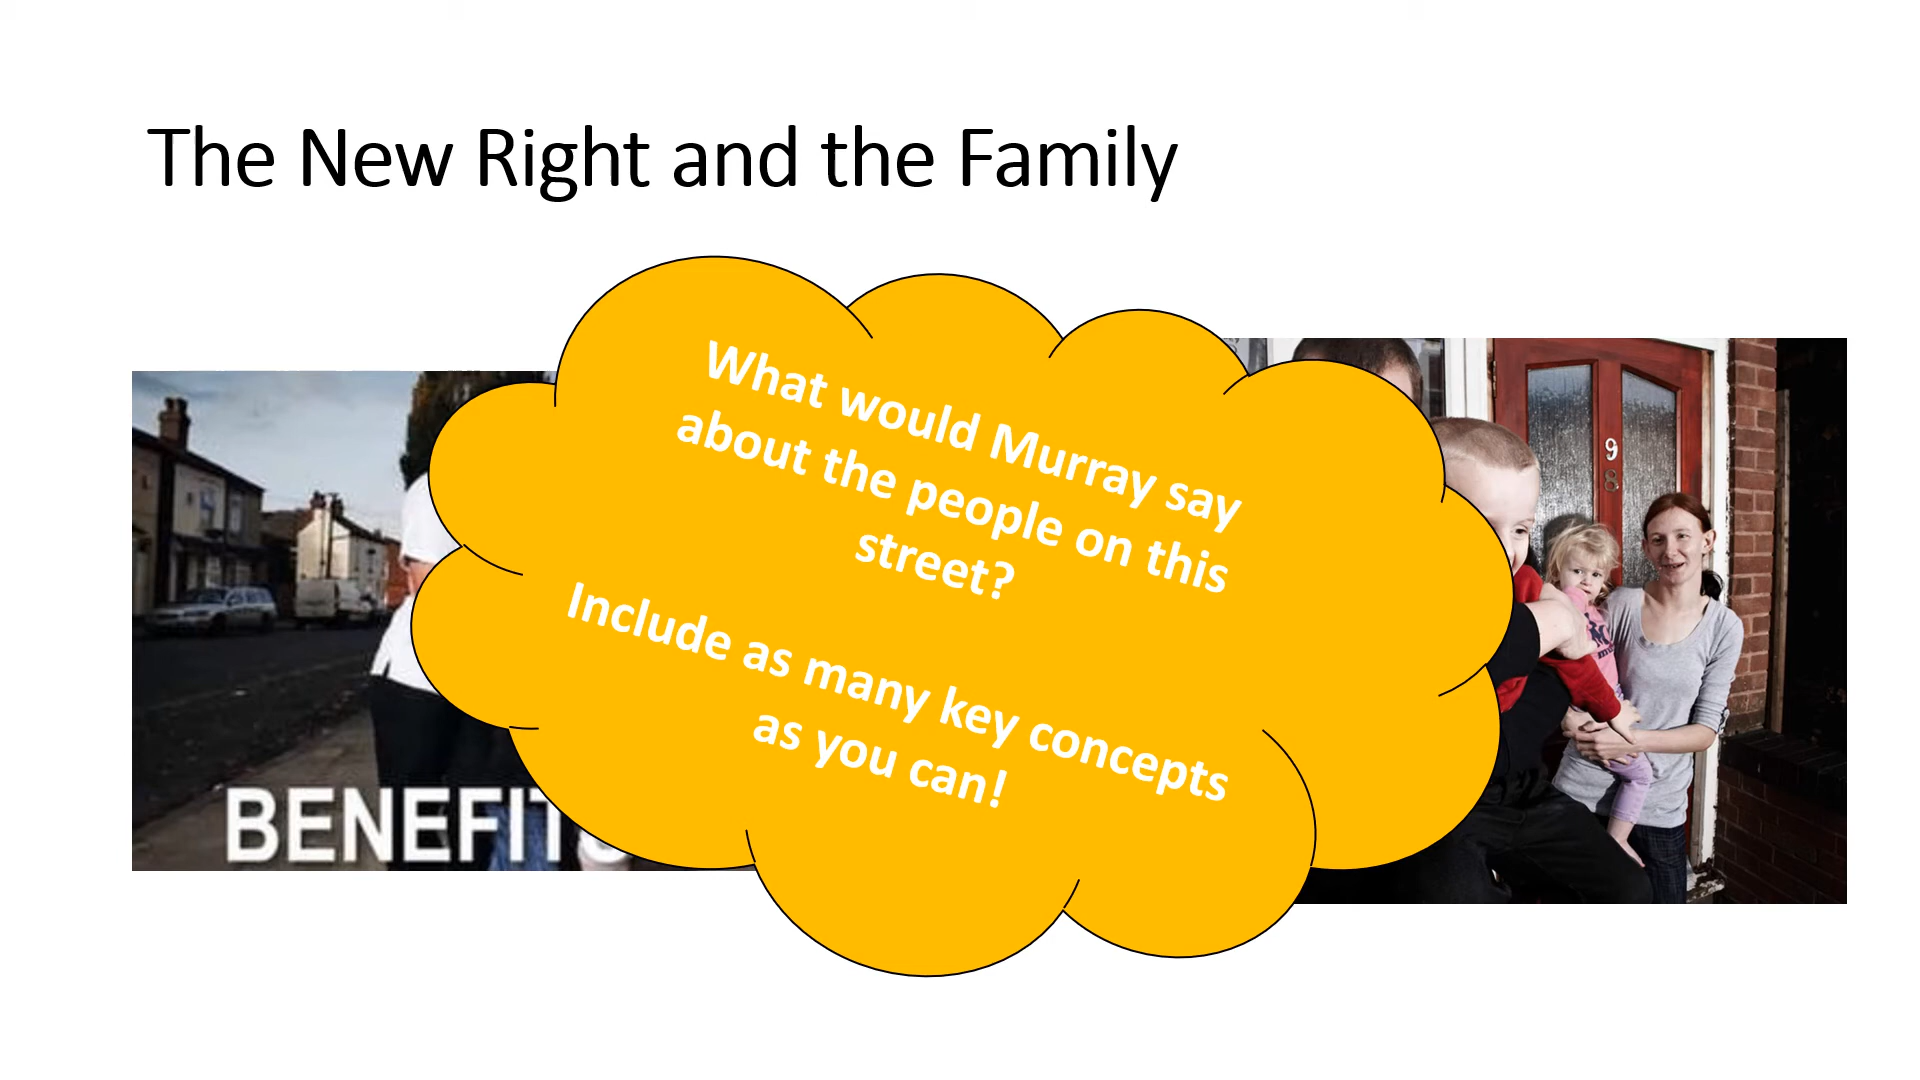 The New Right and the Family
What would Murray say
about the people on this
street?
Include as many key concepts
as you can!
BENEFIT
9
8